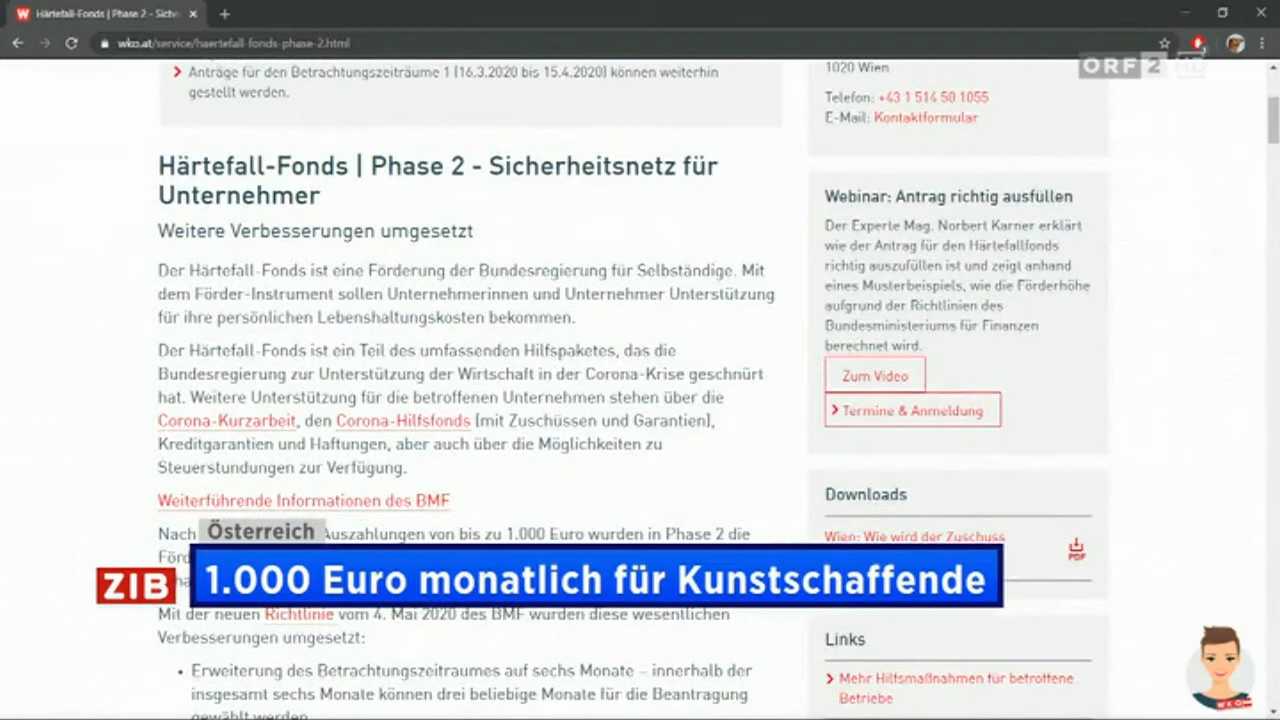 Härtefall-Fonds | Phase 2 - Siche
wko.at/service/haertefall-fonds-phase-2.html
ORF 2 HD
Anträge für den Betrachtungszeiträume 1 (16.3.2020 bis 15.4.2020) können weiterhin
gestellt werden.
Härtefall-Fonds | Phase 2 - Sicherheitsnetz für
Unternehmer
Weitere Verbesserungen umgesetzt
Der Härtefall-Fonds ist eine Förderung der Bundesregierung für Selbständige. Mit
dem Förder-Instrument sollen Unternehmerinnen und Unternehmer Unterstützung
für ihre persönlichen Lebenshaltungskosten bekommen.
Der Härtefall-Fonds ist ein Teil des umfassenden Hilfspaketes, das die
Bundesregierung zur Unterstützung der Wirtschaft in der Corona-Krise geschnürt
hat. Weitere Unterstützung für die betroffenen Unternehmen stehen über die
Corona-Kurzarbeit, den Corona-Hilfsfonds (mit Zuschüssen und Garantien),
Kreditgarantien und Haftungen, aber auch über die Möglichkeiten zu
Steuerstundungen zur Verfügung.
Weiterführende Informationen des BMF
Nach Auszahlungen von bis zu 1.000 Euro wurden in Phase 2 die
Österreich
ZIB 1.000 Euro monatlich für Kunstschaffende
Mit der neuen Richtlinie vom 4. Mai 2020 des BMF wurden diese wesentlichen
Verbesserungen umgesetzt:
• Erweiterung des Betrachtungszeitraumes auf sechs Monate – innerhalb der
insgesamt sechs Monate können drei beliebige Monate für die Beantragung
gewählt werden
1020 Wien
Telefon: +43 1 514 50 1055
E-Mail: Kontaktformular
Webinar: Antrag richtig ausfüllen
Der Experte Mag. Norbert Karner erklärt
wie der Antrag für den Härtefallfonds
richtig auszufüllen ist und zeigt anhand
eines Musterbeispiels, wie die Förderhöhe
aufgrund der Richtlinien des
Bundesministeriums für Finanzen
berechnet wird.
Zum Video
Termine & Anmeldung
Downloads
Wien: Wie wird der Zuschuss
PDF
Links
Mehr Hilfsmaßnahmen für betroffene
Betriebe
WKO